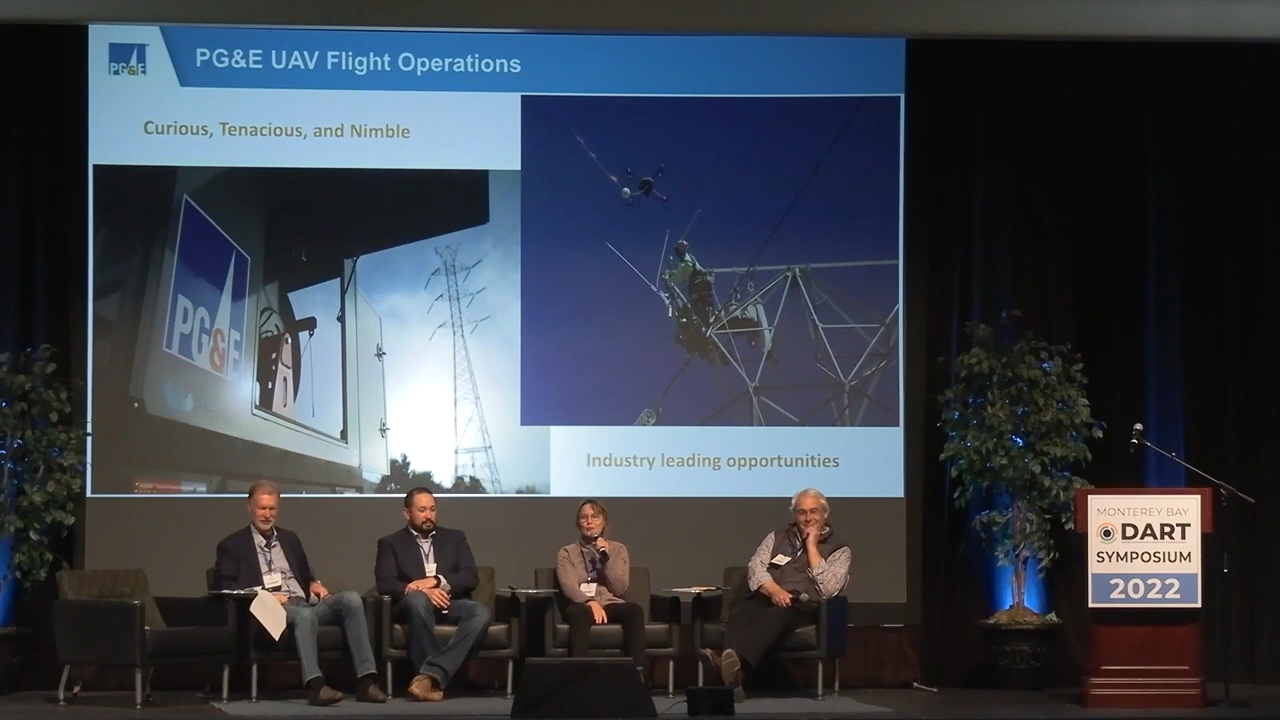 PG&E
PG&E UAV Flight Operations
Curious, Tenacious, and Nimble
PG&E
Industry leading opportunities
MONTEREY BAY
DART
SYMPOSIUM
2022